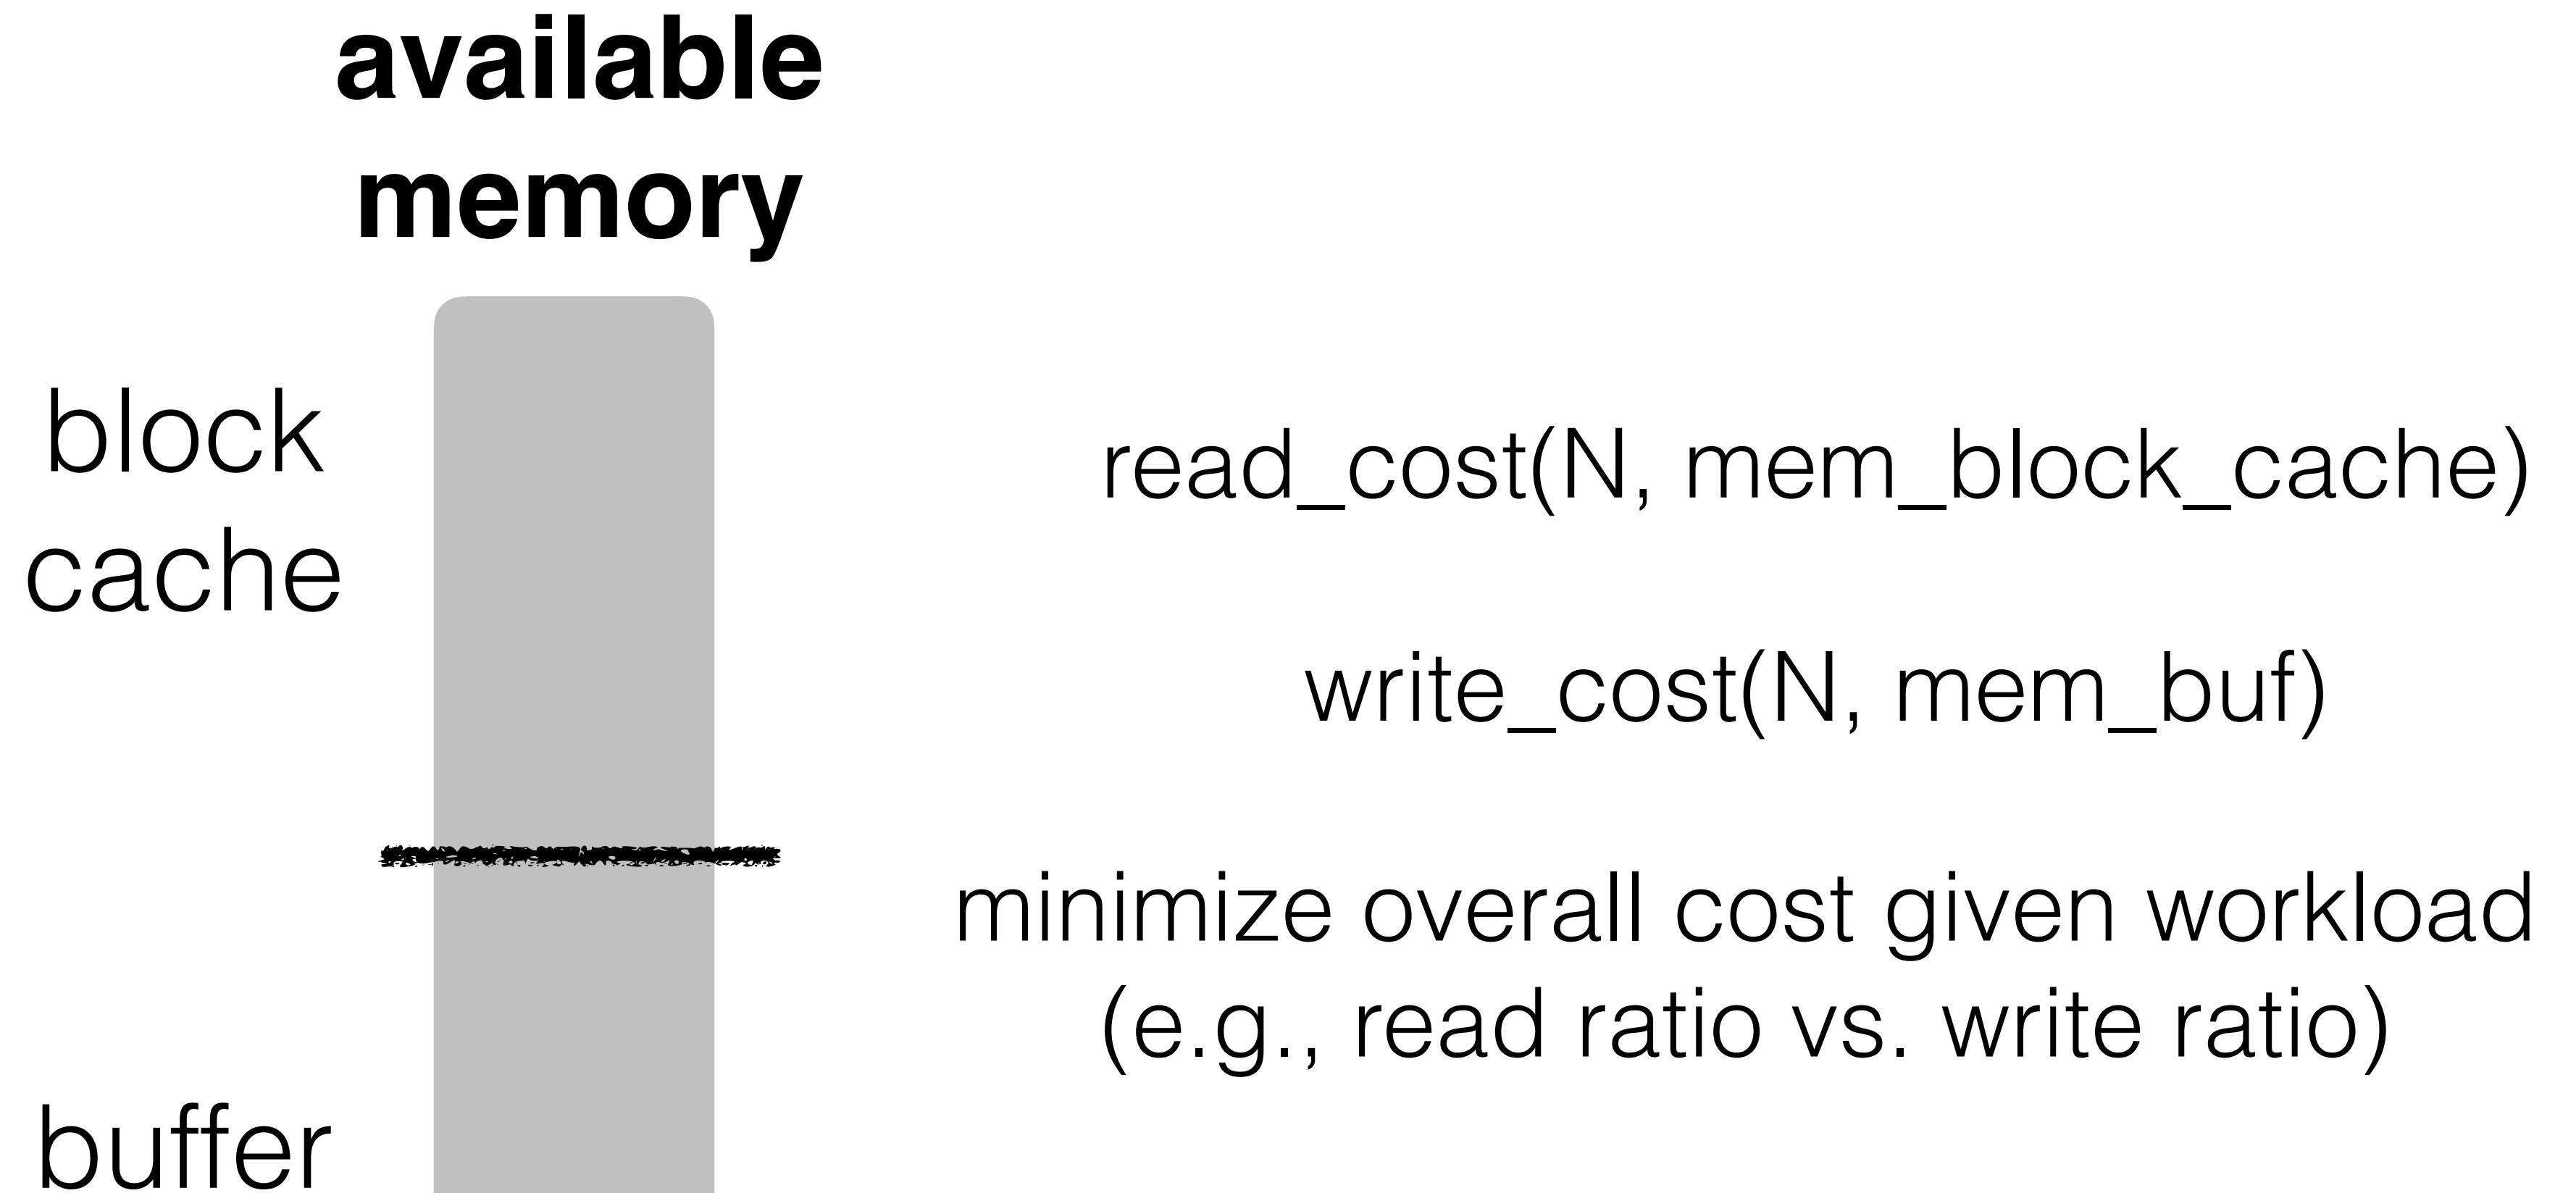 available
memory
block
cache
read_cost(N, mem_block_cache)
write_cost(N, mem_buf)
minimize overall cost given workload
(e.g., read ratio vs. write ratio)
buffer